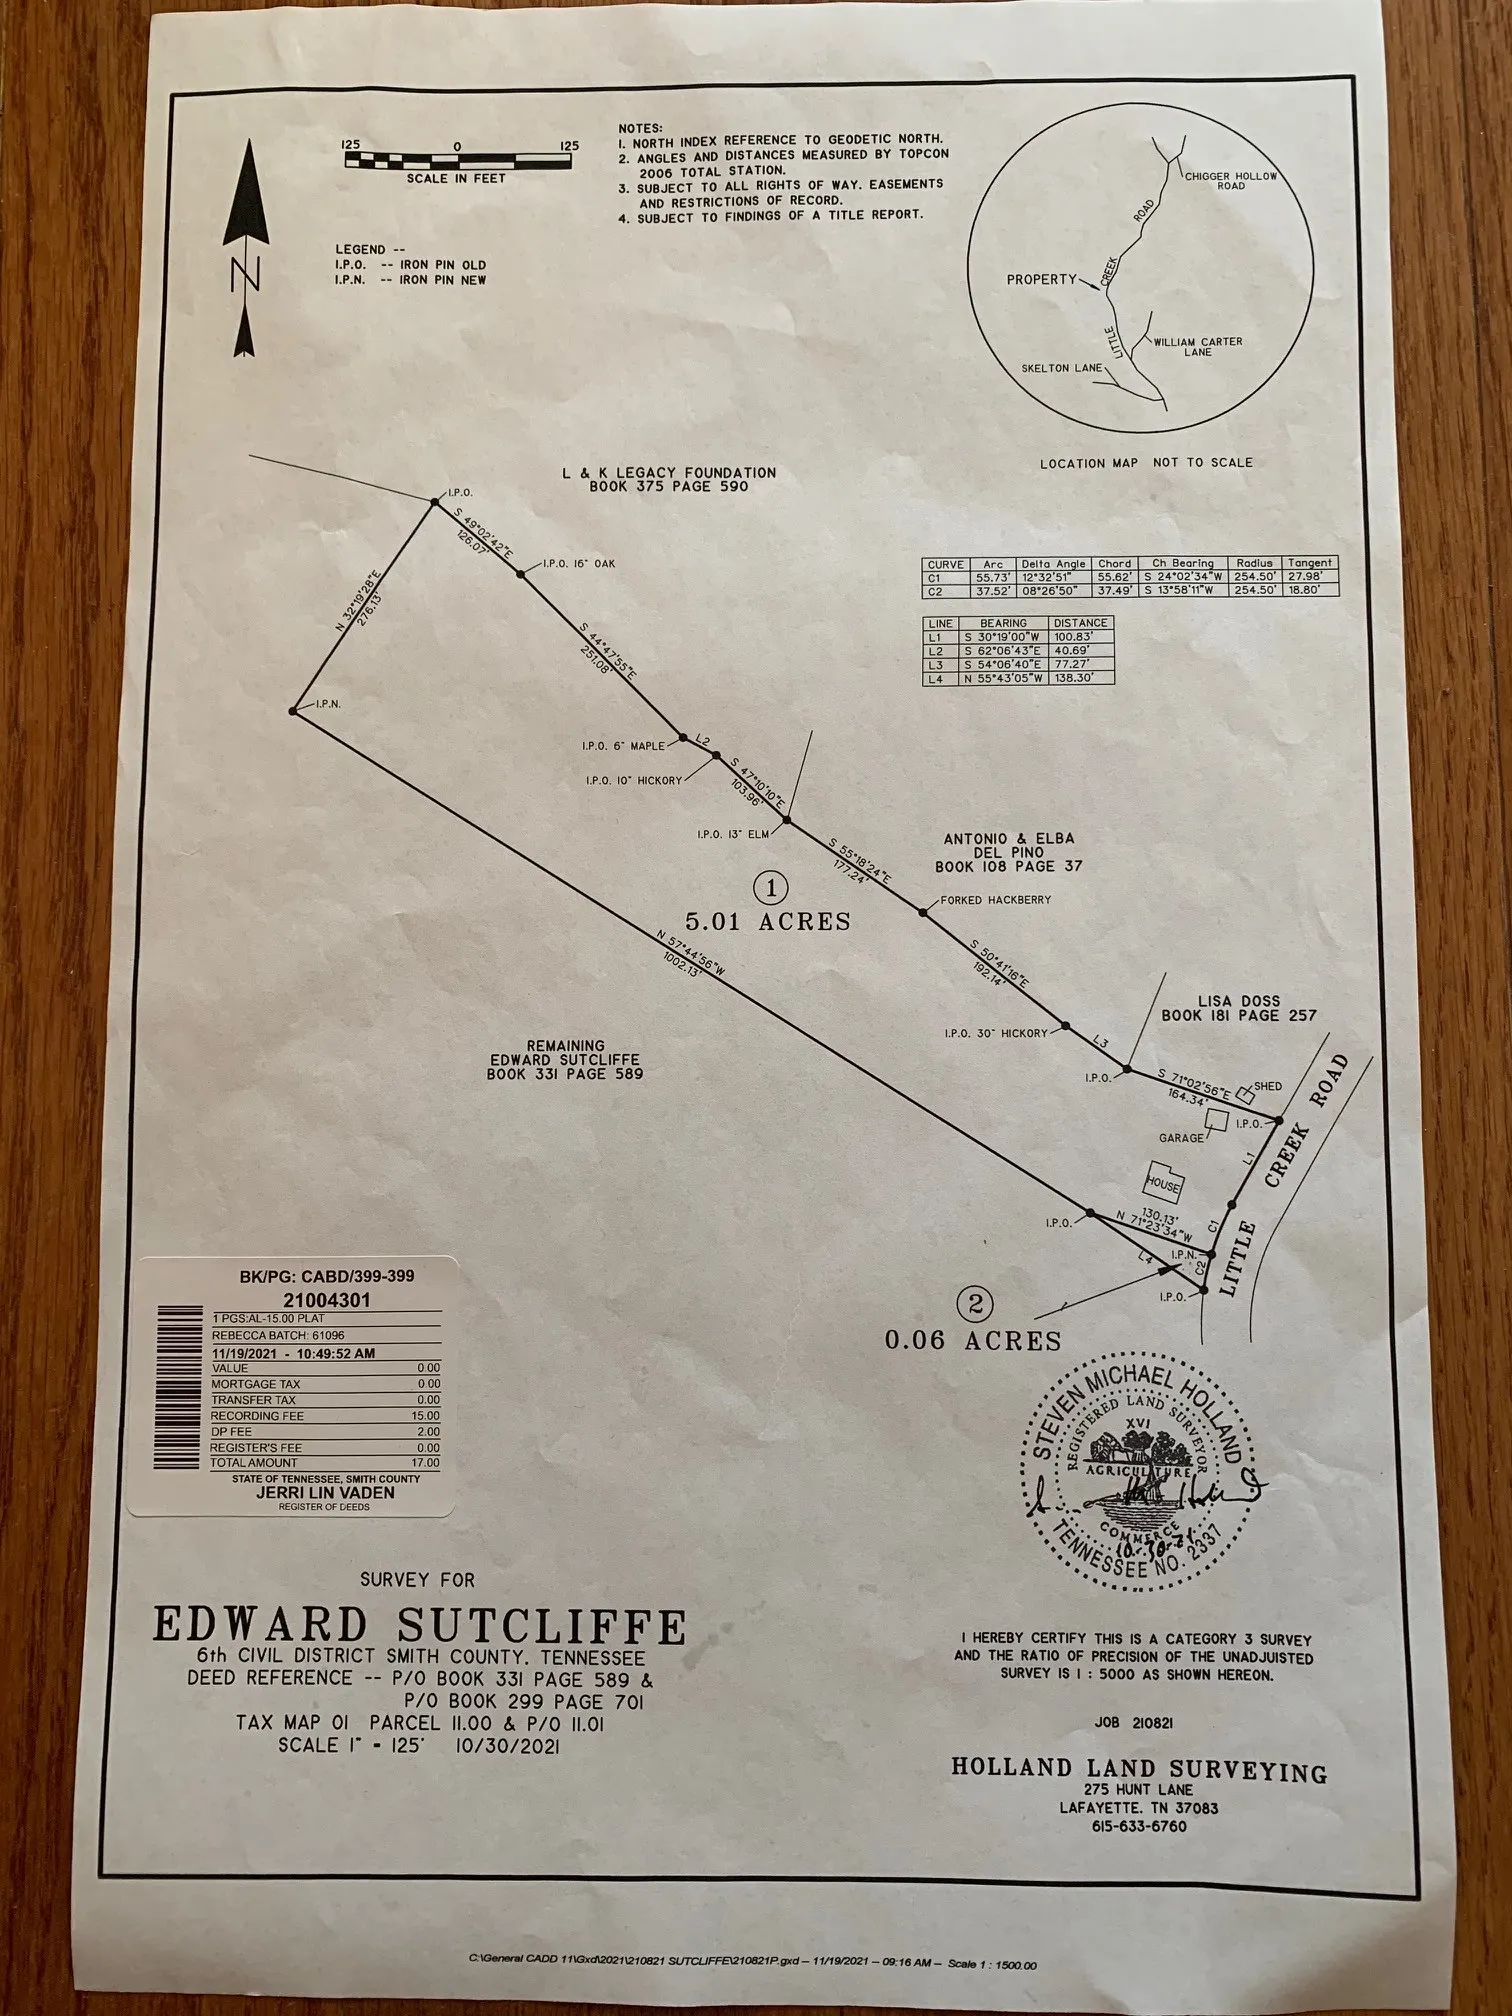 125 0 125
SCALE IN FEET
N
LEGEND --
I.P.O. -- IRON PIN OLD
I.P.N. -- IRON PIN NEW
NOTES:
1. NORTH INDEX REFERENCE TO GEODETIC NORTH.
2. ANGLES AND DISTANCES MEASURED BY TOPCON
2006 TOTAL STATION.
3. SUBJECT TO ALL RIGHTS OF WAY. EASEMENTS
AND RESTRICTIONS OF RECORD.
4. SUBJECT TO FINDINGS OF A TITLE REPORT.
CHIGGER HOLLOW
ROAD
LITTLE CREEK ROAD
PROPERTY
WILLIAM CARTER
LANE
SKELTON LANE
LOCATION MAP NOT TO SCALE
L & K LEGACY FOUNDATION
BOOK 375 PAGE 590
I.P.O.
S 49°02'42"E
126.07'
I.P.O. 16" OAK
N 32°19'28"E
276.13'
S 44°47'55"E
251.08'
I.P.N.
CURVE Arc Delta Angle Chord Ch Bearing Radius Tangent
C1 55.73' 12°32'51" 55.62' S 24°02'34"W 254.50' 27.98'
C2 37.52' 08°26'50" 37.49' S 13°58'11"W 254.50' 18.80'
LINE BEARING DISTANCE
L1 S 30°19'00"W 100.83'
L2 S 62°06'43"E 40.69'
L3 S 54°06'40"E 77.27'
L4 N 55°43'05"W 138.30'
I.P.O. 6" MAPLE
L2
I.P.O. 10" HICKORY
S 47°10'10"E
103.96'
I.P.O. 13" ELM
S 55°18'24"E
177.24'
ANTONIO & ELBA
DEL PINO
BOOK 108 PAGE 37
1
5.01 ACRES
FORKED HACKBERRY
N 57°44'56"W
1002.13'
S 50°41'16"E
192.14'
LISA DOSS
BOOK 181 PAGE 257
I.P.O. 30" HICKORY
L3
REMAINING
EDWARD SUTCLIFFE
BOOK 331 PAGE 589
I.P.O.
S 71°02'56"E
164.34'
SHED
I.P.O.
GARAGE
LITTLE CREEK ROAD
L1
HOUSE
130.13'
N 71°23'34"W
I.P.O.
C1
I.P.N.
L4
C2
I.P.O.
2
0.06 ACRES
BK/PG: CABD/399-399
21004301
1 PGS:AL-15.00 PLAT
REBECCA BATCH: 61096
11/19/2021 - 10:49:52 AM
VALUE 0.00
MORTGAGE TAX 0.00
TRANSFER TAX 0.00
RECORDING FEE 15.00
DP FEE 2.00
REGISTER'S FEE 0.00
TOTAL AMOUNT 17.00
STATE OF TENNESSEE, SMITH COUNTY
JERRI LIN VADEN
REGISTER OF DEEDS
STEVEN MICHAEL HOLLAND
REGISTERED LAND SURVEYOR
XVI
AGRICULTURE
COMMERCE
10-30-21
TENNESSEE NO. 2337
SURVEY FOR
EDWARD SUTCLIFFE
6th CIVIL DISTRICT SMITH COUNTY. TENNESSEE
DEED REFERENCE -- P/O BOOK 331 PAGE 589 &
P/O BOOK 299 PAGE 701
TAX MAP 01 PARCEL 11.00 & P/O 11.01
SCALE 1" = 125' 10/30/2021
I HEREBY CERTIFY THIS IS A CATEGORY 3 SURVEY
AND THE RATIO OF PRECISION OF THE UNADJUISTED
SURVEY IS 1 : 5000 AS SHOWN HEREON.
JOB 210821
HOLLAND LAND SURVEYING
275 HUNT LANE
LAFAYETTE. TN 37083
615-633-6760
C:\General CADD 11\Gxd\2021\210821 SUTCLIFFE\210821P.gxd -- 11/19/2021 -- 09:16 AM -- Scale 1 : 1500.00